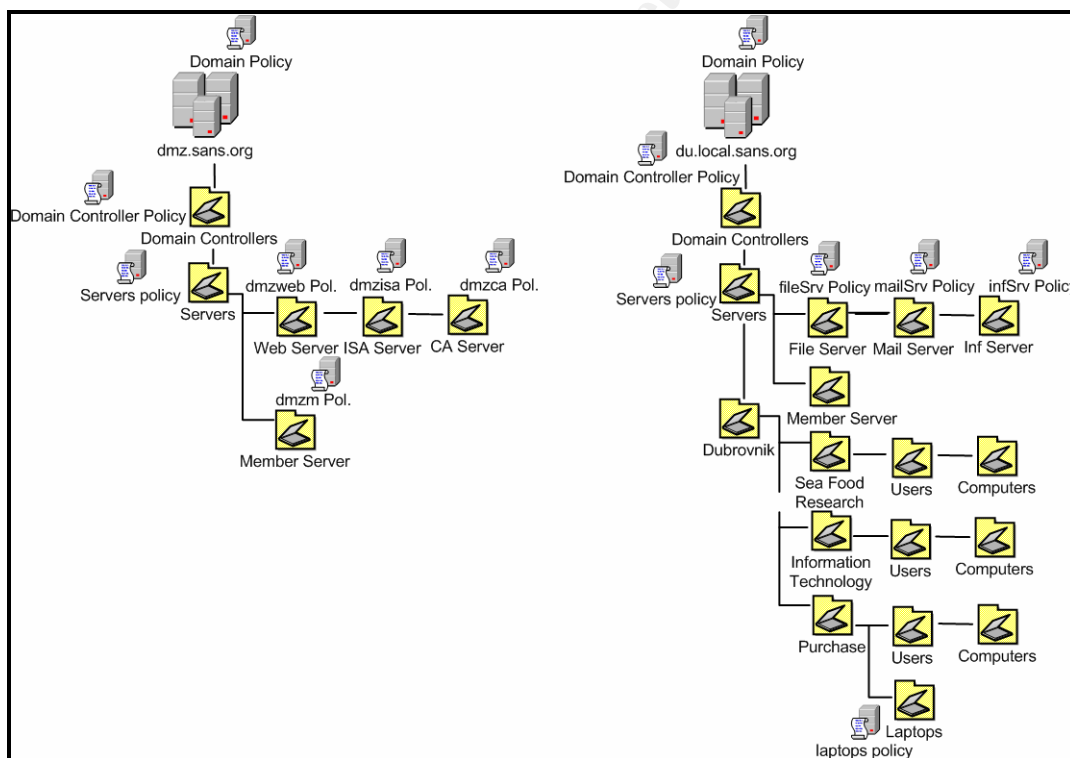 Domain Policy
dmz.sans.org
Domain Controller Policy
Domain Controllers
Servers policy
Servers
dmzweb Pol.
dmzisa Pol.
dmzca Pol.
Web Server
ISA Server
CA Server
dmzm Pol.
Member Server
Domain Policy
du.local.sans.org
Domain Controller Policy
Domain Controllers
Servers policy
Servers
fileSrv Policy
mailSrv Policy
infSrv Policy
File Server
Mail Server
Inf Server
Member Server
Dubrovnik
Sea Food
Research
Users
Computers
Information
Technology
Users
Computers
Purchase
Users
Computers
Laptops
laptops policy